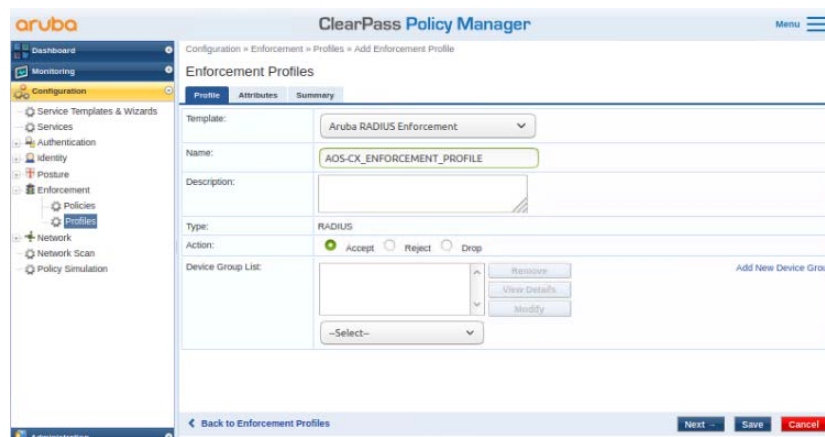 aruba
ClearPass Policy Manager
Menu
Dashboard
Monitoring
Configuration
Service Templates & Wizards
Services
Authentication
Identity
Posture
Enforcement
Policies
Profiles
Network
Network Scan
Policy Simulation
Administration
Configuration » Enforcement » Profiles » Add Enforcement Profile
Enforcement Profiles
Profile Attributes Summary
Template: Aruba RADIUS Enforcement
Name: AOS-CX_ENFORCEMENT_PROFILE
Description:
Type: RADIUS
Action: Accept Reject Drop
Device Group List: Remove Add New Device Grou
View Details
Modify
--Select--
Back to Enforcement Profiles Next → Save Cancel